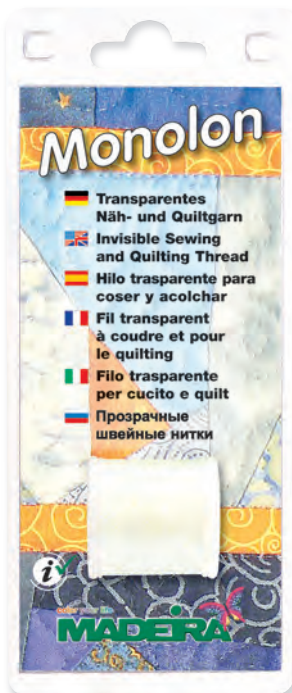 Monolon
Transparentes
Näh- und Quiltgarn
Invisible Sewing
and Quilting Thread
Hilo trasparente para
coser y acolchar
Fil transparent
à coudre et pour
le quilting
Filo trasparente
per cucito e quilt
Прозрачные
швейные нитки
i
MADEIRA